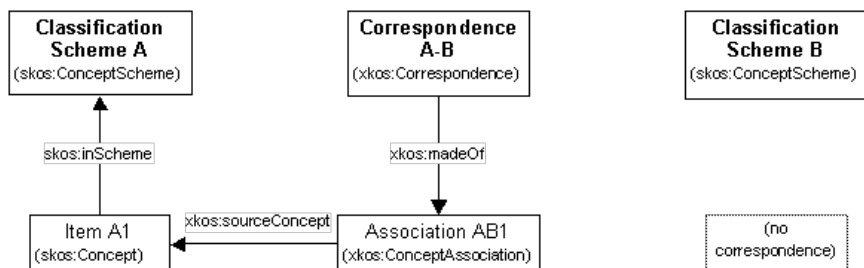 Classification
Scheme A
(skos:ConceptScheme)
Correspondence
A-B
(xkos:Correspondence)
Classification
Scheme B
(skos:ConceptScheme)
skos:inScheme
xkos:madeOf
Item A1
(skos:Concept)
xkos:sourceConcept
Association AB1
(xkos:ConceptAssociation)
(no
correspondence)